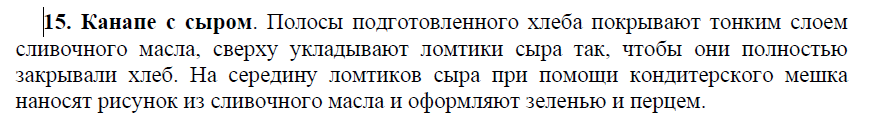 15. Канапе с сыром. Полосы подготовленного хлеба покрывают тонким слоем
сливочного масла, сверху укладывают ломтики сыра так, чтобы они полностью
закрывали хлеб. На середину ломтиков сыра при помощи кондитерского мешка
наносят рисунок из сливочного масла и оформляют зеленью и перцем.